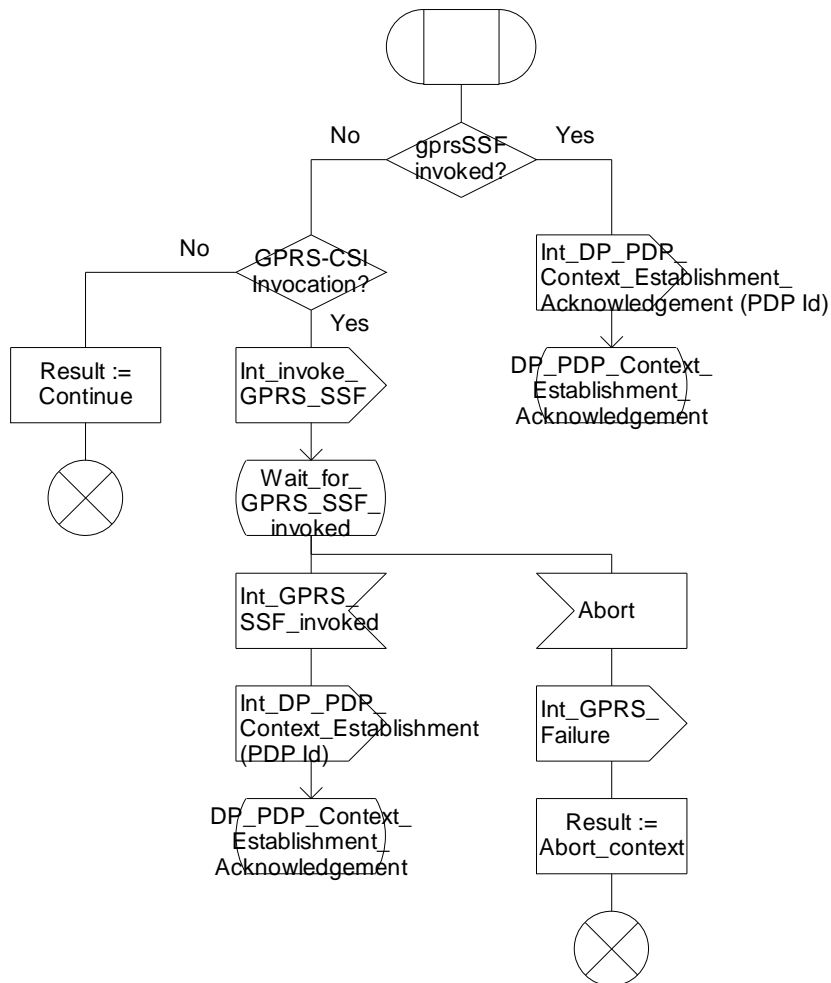 No
gprsSSF
invoked?
Yes
No
GPRS-CSI
Invocation?
Yes
Int_DP_PDP_
Context_Establishment_
Acknowledgement (PDP Id)
Result :=
Continue
Int_invoke_
GPRS_SSF
DP_PDP_Context_
Establishment_
Acknowledgement
Wait_for_
GPRS_SSF_
invoked
Int_GPRS_
SSF_invoked
Abort
Int_DP_PDP_
Context_Establishment
(PDP Id)
Int_GPRS_
Failure
DP_PDP_Context_
Establishment_
Acknowledgement
Result :=
Abort_context